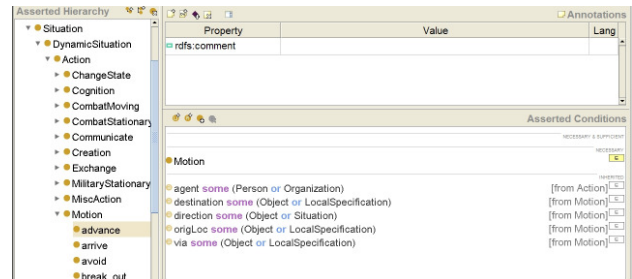 Asserted Hierarchy
Situation
DynamicSituation
Action
ChangeState
Cognition
CombatMoving
CombatStationary
Communicate
Creation
Exchange
MilitaryStationary
MiscAction
Motion
advance
arrive
avoid
break_out
Annotations
Property Value Lang
rdfs:comment
Asserted Conditions
NECESSARY & SUFFICIENT
NECESSARY
Motion
INHERITED
agent some (Person or Organization) [from Action]
destination some (Object or LocalSpecification) [from Motion]
direction some (Object or Situation) [from Motion]
origLoc some (Object or LocalSpecification) [from Motion]
via some (Object or LocalSpecification) [from Motion]